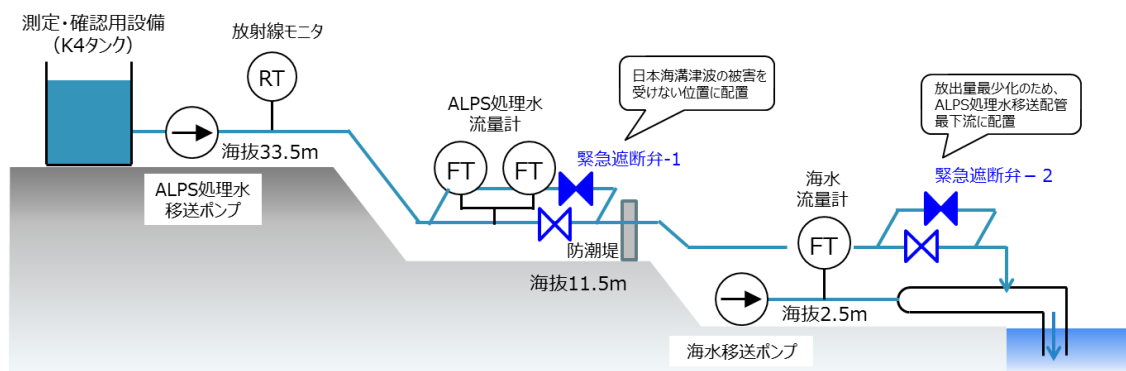 測定・確認用設備
（K4タンク）
放射線モニタ
RT
海抜33.5m
ALPS処理水
移送ポンプ
ALPS処理水
流量計
FT
FT
日本海溝津波の被害を
受けない位置に配置
緊急遮断弁-1
防潮堤
海抜11.5m
放出量最少化のため、
ALPS処理水移送配管
最下流に配置
緊急遮断弁－2
海水
流量計
FT
海抜2.5m
海水移送ポンプ